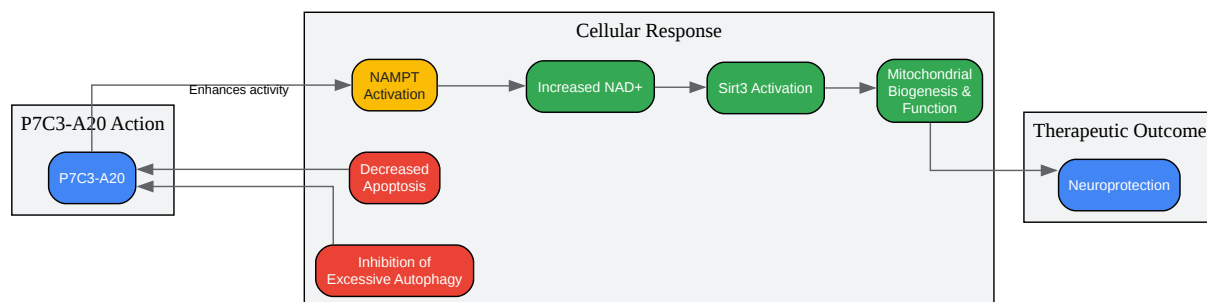 Cellular Response
NAMPT
Activation
Increased NAD+
Sirt3 Activation
Mitochondrial
Biogenesis &
Function
Enhances activity
P7C3-A20 Action
P7C3-A20
Decreased
Apoptosis
Inhibition of
Excessive Autophagy
Therapeutic Outcome
Neuroprotection